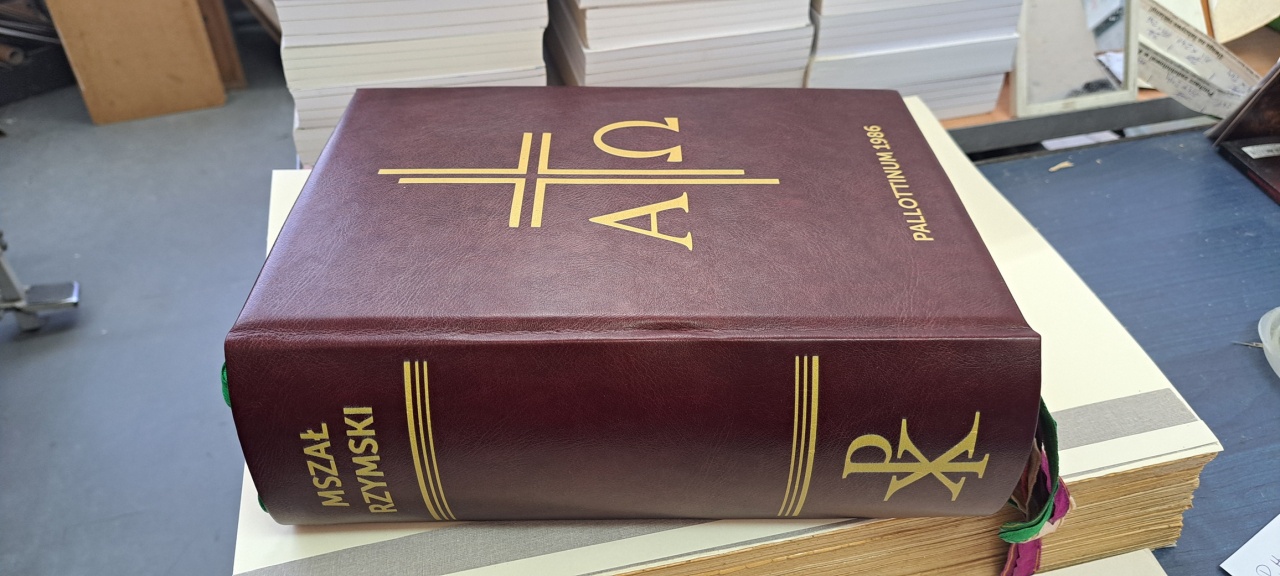 Α Ω
PALLOTTINUM 1986
MSZAŁ
RZYMSKI